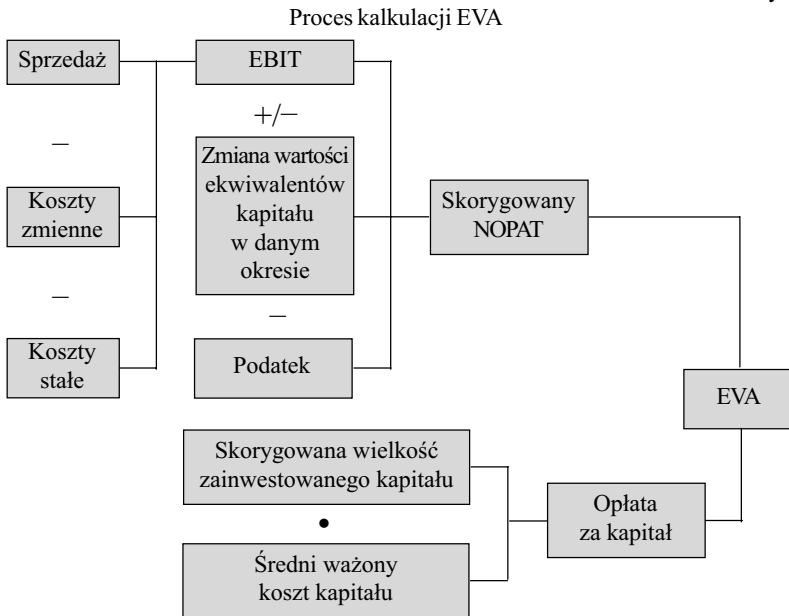 Proces kalkulacji EVA
Sprzedaż
–
Koszty
zmienne
–
Koszty
stałe
EBIT
+/–
Zmiana wartości
ekwiwalentów
kapitału
w danym
okresie
–
Podatek
Skorygowany
NOPAT
EVA
Skorygowana wielkość
zainwestowanego kapitału
•
Średni ważony
koszt kapitału
Opłata
za kapitał